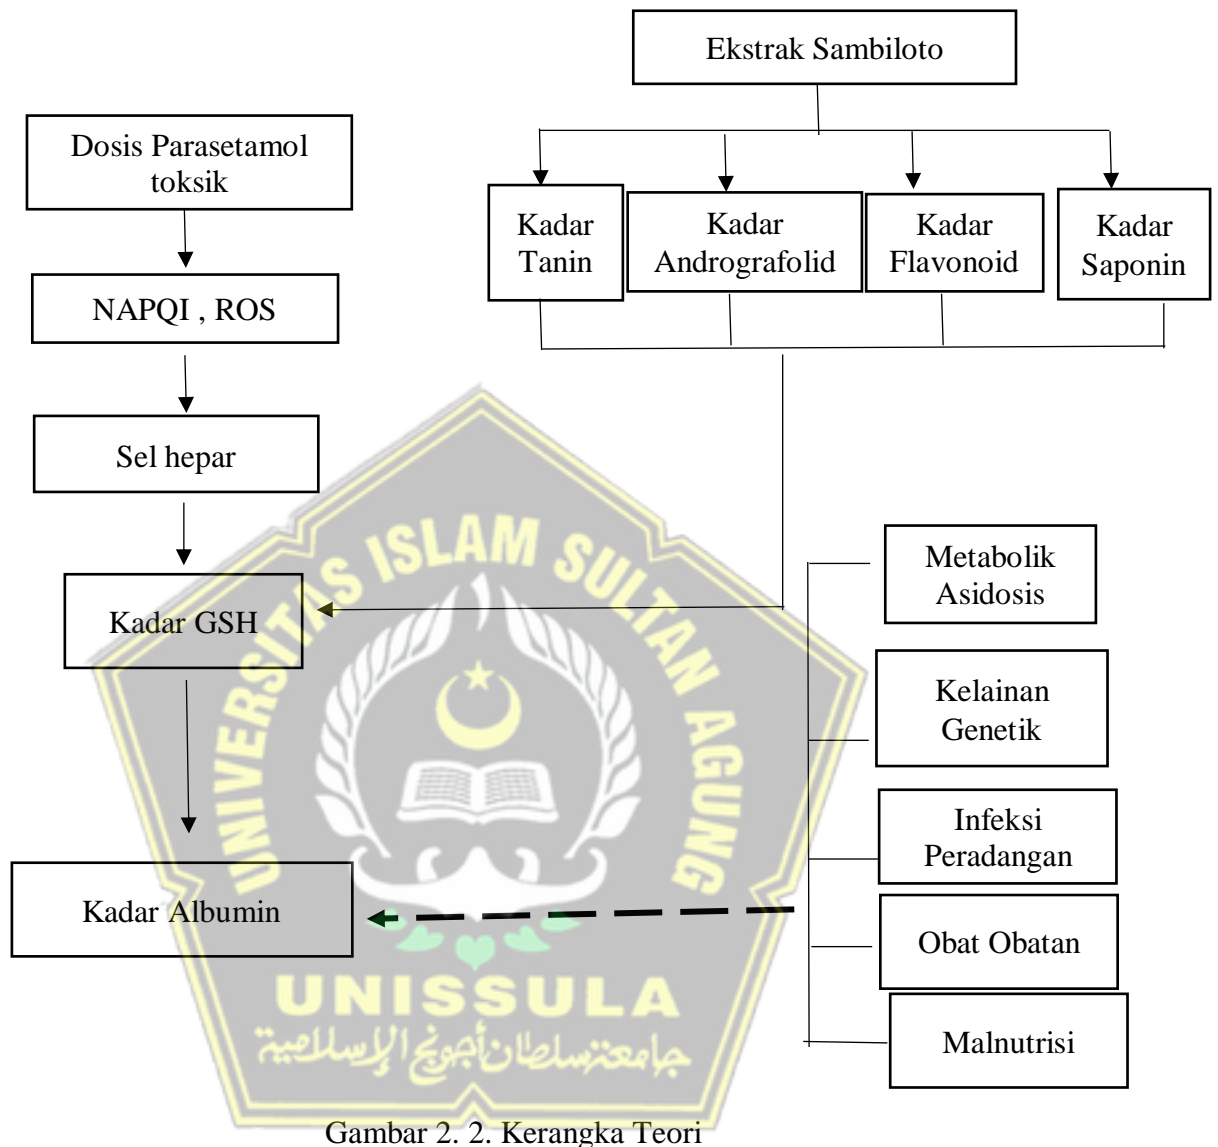 Ekstrak Sambiloto
Dosis Parasetamol
toksik
Kadar
Tanin
Kadar
Andrografolid
Kadar
Flavonoid
Kadar
Saponin
NAPQI , ROS
Sel hepar
Kadar GSH
Kadar Albumin
Metabolik
Asidosis
Kelainan
Genetik
Infeksi
Peradangan
Obat Obatan
Malnutrisi
UNIVERSITAS ISLAM SULTAN AGUNG
UNISSULA
جامعة سلطان أجونج الإسلامية
Gambar 2. 2. Kerangka Teori